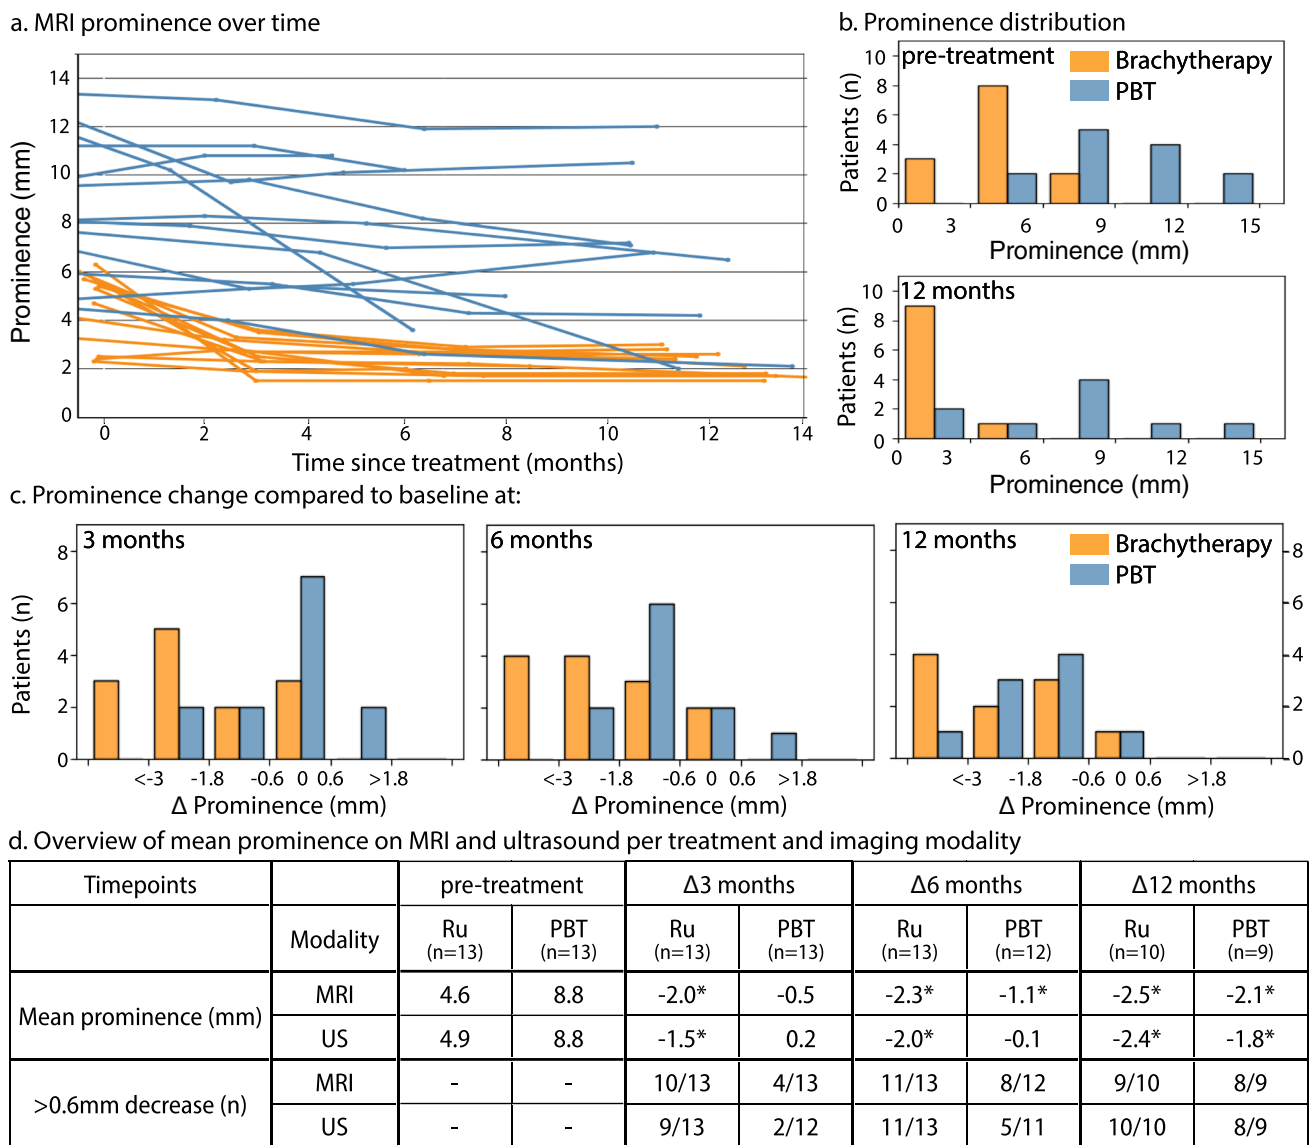 a. MRI prominence over time
Prominence (mm)
14
12
10
8
6
4
2
0
0 2 4 6 8 10 12 14
Time since treatment (months)
b. Prominence distribution
pre-treatment
Brachytherapy
PBT
Patients (n)
10
8
6
4
2
0
0 3 6 9 12 15
Prominence (mm)
12 months
Patients (n)
10
8
6
4
2
0
0 3 6 9 12 15
Prominence (mm)
c. Prominence change compared to baseline at:
3 months
Patients (n)
8
6
4
2
0
<-3 -1.8 -0.6 0 0.6 >1.8
Δ Prominence (mm)
6 months
<-3 -1.8 -0.6 0 0.6 >1.8
Δ Prominence (mm)
12 months
Brachytherapy
PBT
8
6
4
2
0
<-3 -1.8 -0.6 0 0.6 >1.8
Δ Prominence (mm)
d. Overview of mean prominence on MRI and ultrasound per treatment and imaging modality
Timepoints pre-treatment Δ3 months Δ6 months Δ12 months
Modality Ru (n=13) PBT (n=13) Ru (n=13) PBT (n=13) Ru (n=13) PBT (n=12) Ru (n=10) PBT (n=9)
Mean prominence (mm) MRI 4.6 8.8 -2.0* -0.5 -2.3* -1.1* -2.5* -2.1*
US 4.9 8.8 -1.5* 0.2 -2.0* -0.1 -2.4* -1.8*
>0.6mm decrease (n) MRI - - 10/13 4/13 11/13 8/12 9/10 8/9
US - - 9/13 2/12 11/13 5/11 10/10 8/9